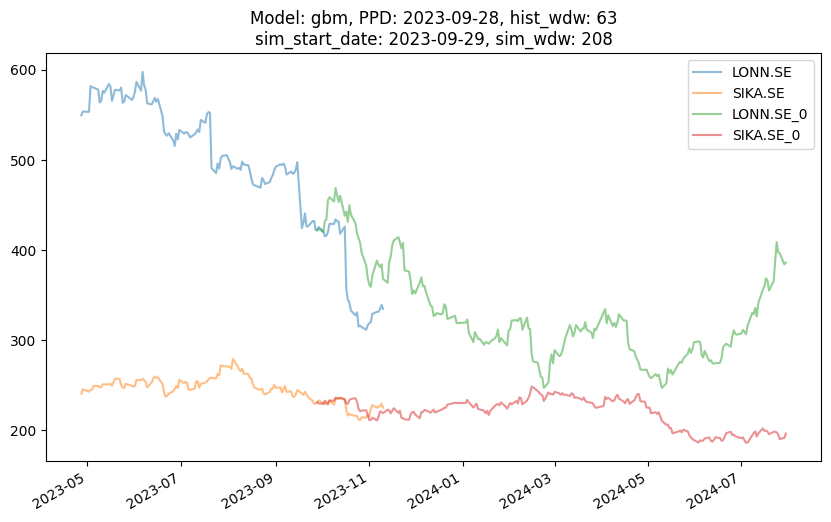 Model: gbm, PPD: 2023-09-28, hist_wdw: 63
sim_start_date: 2023-09-29, sim_wdw: 208
LONN.SE
SIKA.SE
LONN.SE_0
SIKA.SE_0
600
500
400
300
200
2023-05
2023-07
2023-09
2023-11
2024-01
2024-03
2024-05
2024-07